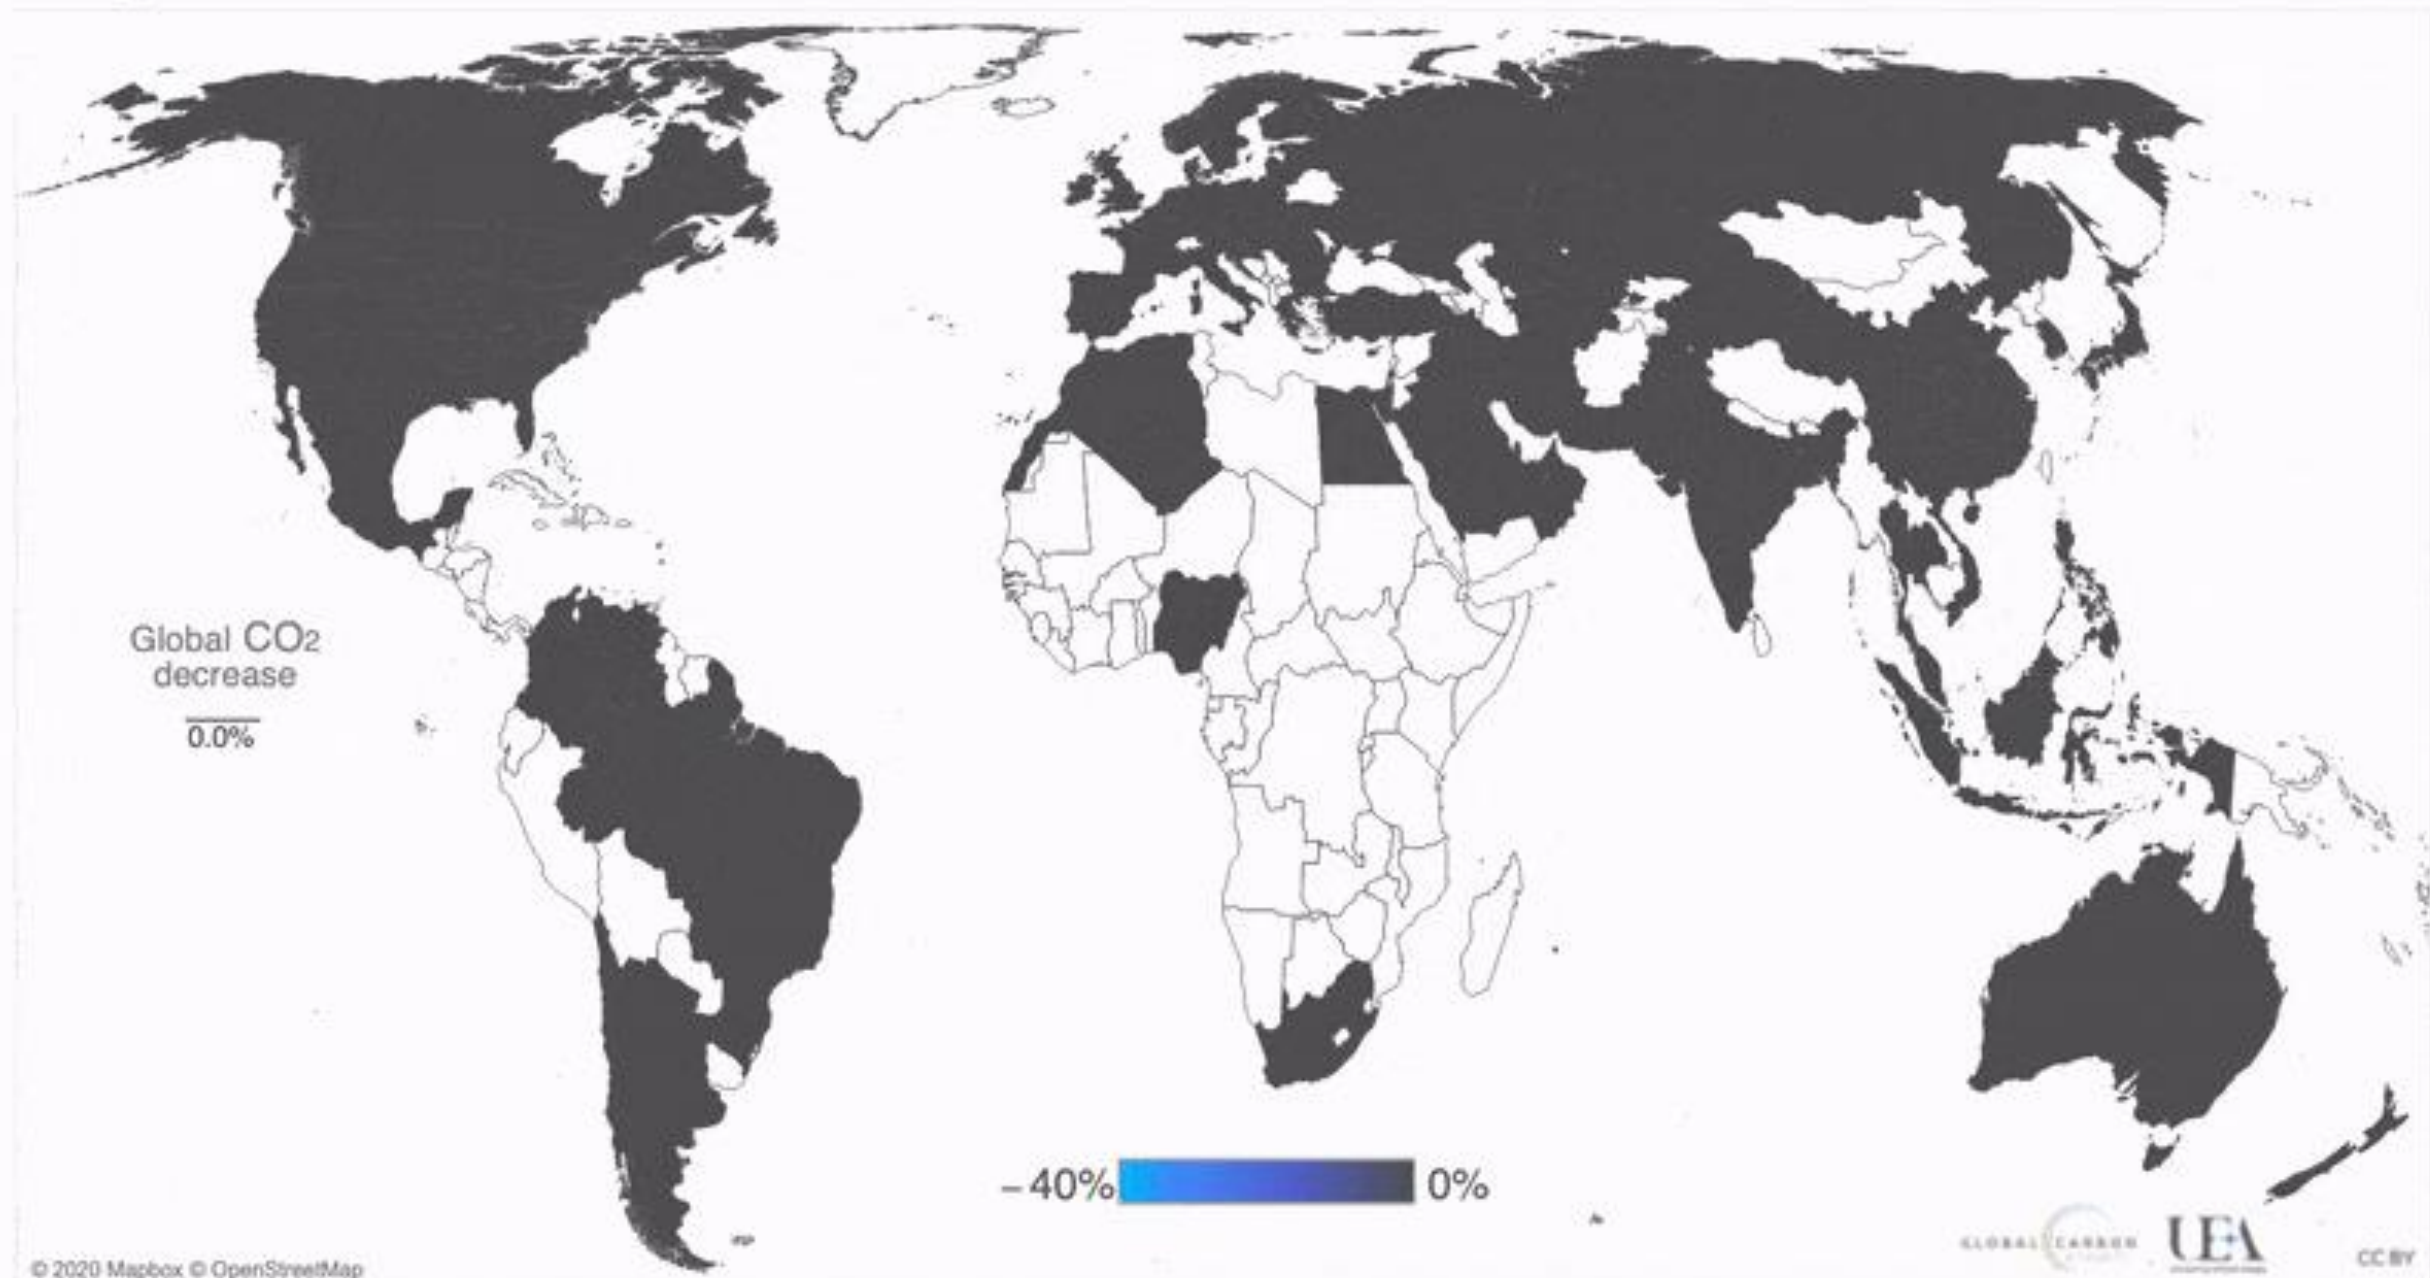 Global CO2
decrease
0.0%
– 40%
0%
GLOBAL CARBON
UEA
© 2020 Mapbox © OpenStreetMap
CC BY